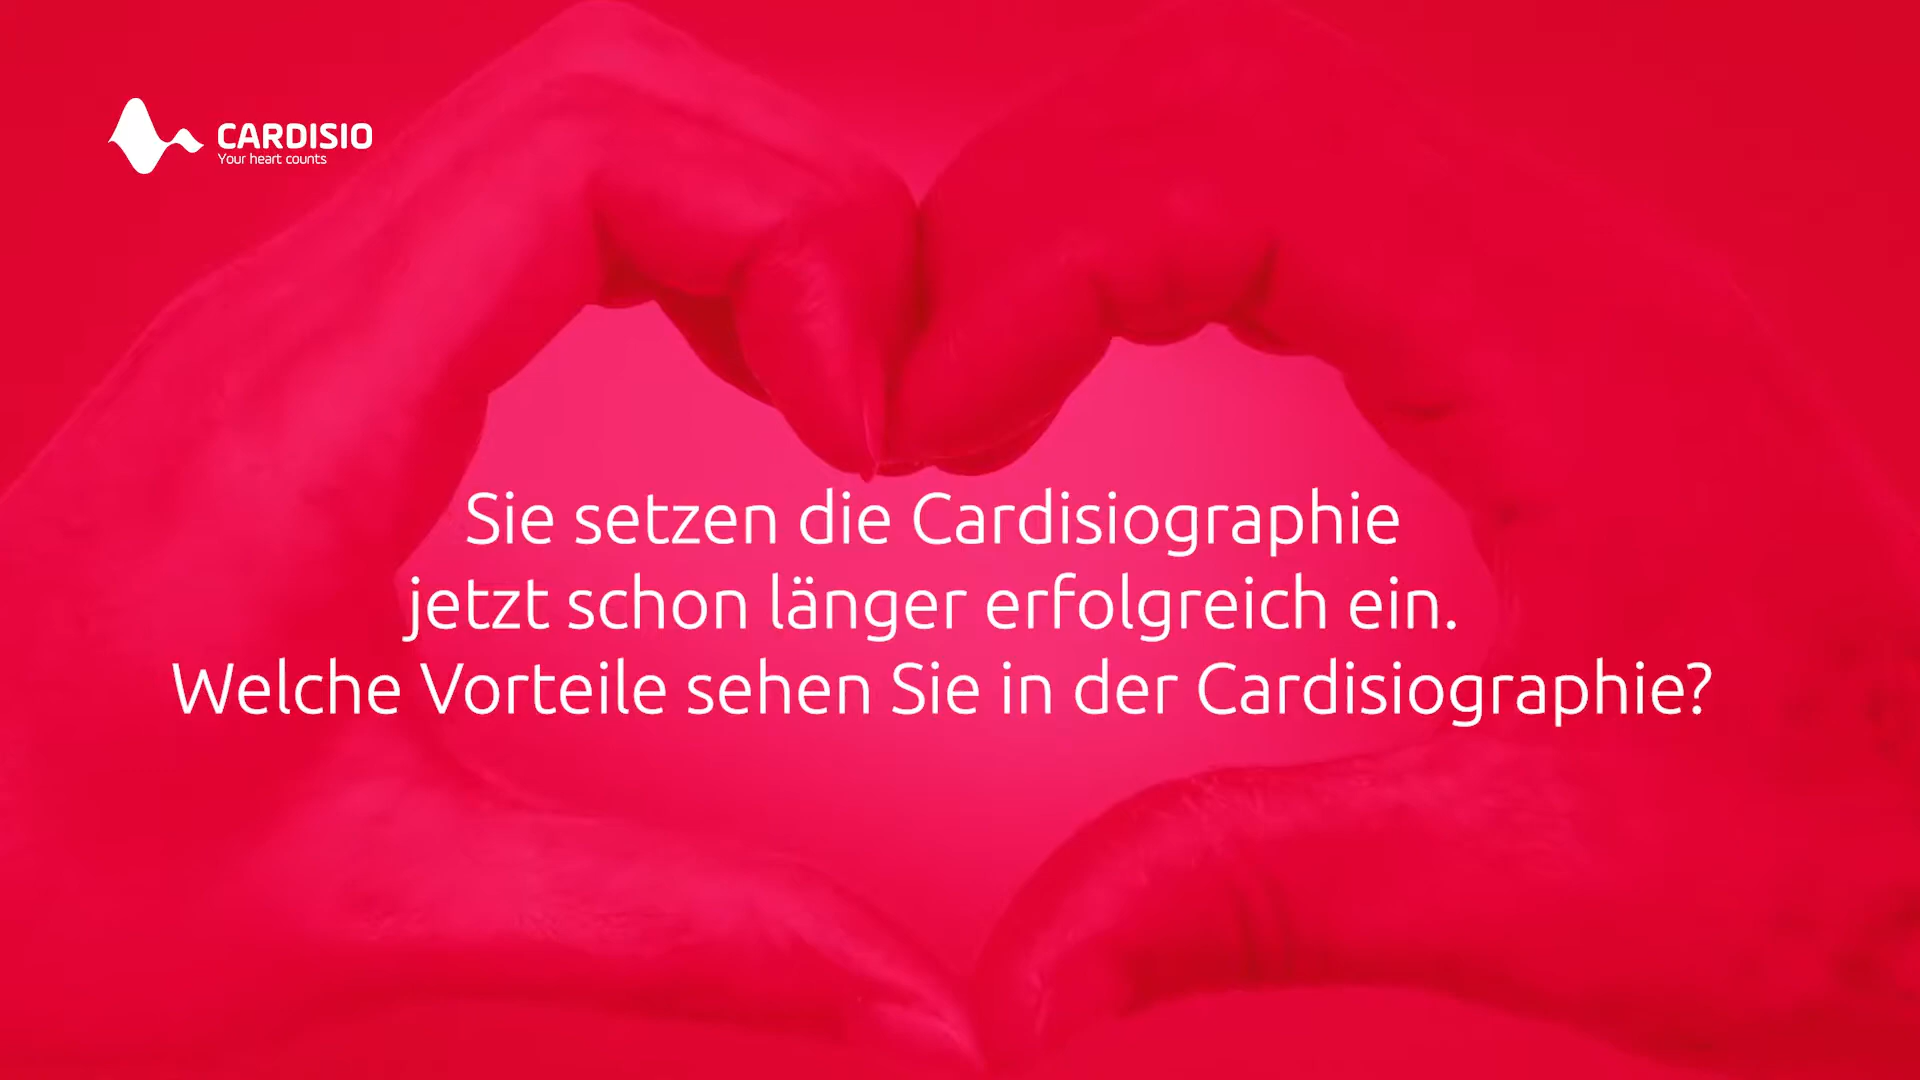 CARDISIO
Your heart counts
Sie setzen die Cardisiographie
jetzt schon länger erfolgreich ein.
Welche Vorteile sehen Sie in der Cardisiographie?